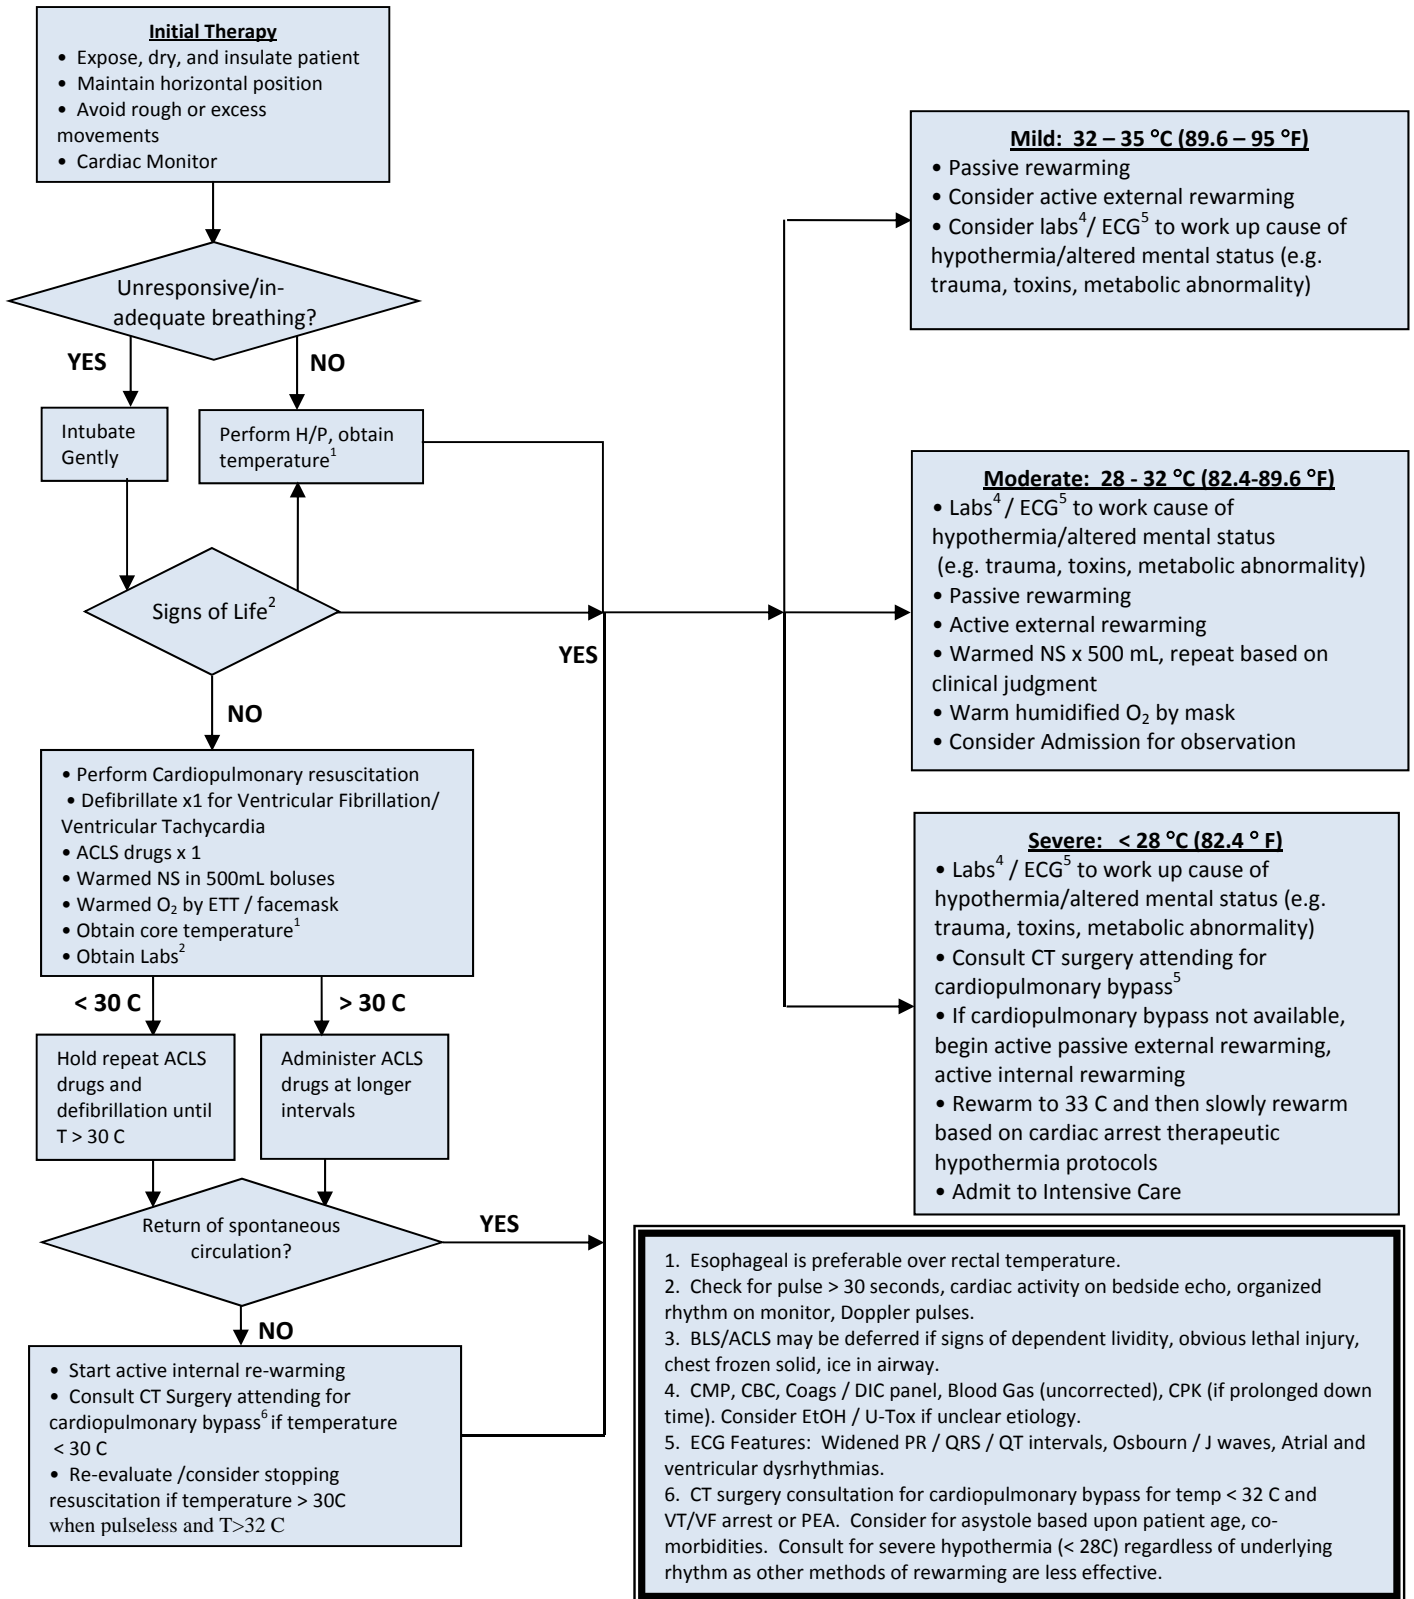 Initial Therapy
• Expose, dry, and insulate patient
• Maintain horizontal position
• Avoid rough or excess
movements
• Cardiac Monitor
Unresponsive/in-
adequate breathing?
YES
NO
Intubate
Gently
Perform H/P, obtain
temperature1
Signs of Life2
YES
NO
• Perform Cardiopulmonary resuscitation
• Defibrillate x1 for Ventricular Fibrillation/
Ventricular Tachycardia
• ACLS drugs x 1
• Warmed NS in 500mL boluses
• Warmed O2 by ETT / facemask
• Obtain core temperature1
• Obtain Labs2
< 30 C
> 30 C
Hold repeat ACLS
drugs and
defibrillation until
T > 30 C
Administer ACLS
drugs at longer
intervals
Return of spontaneous
circulation?
YES
NO
• Start active internal re-warming
• Consult CT Surgery attending for
cardiopulmonary bypass6 if temperature
< 30 C
• Re-evaluate /consider stopping
resuscitation if temperature > 30C
when pulseless and T>32 C
Mild: 32 – 35 °C (89.6 – 95 °F)
• Passive rewarming
• Consider active external rewarming
• Consider labs4/ ECG5 to work up cause of
hypothermia/altered mental status (e.g.
trauma, toxins, metabolic abnormality)
Moderate: 28 - 32 °C (82.4-89.6 °F)
• Labs4 / ECG5 to work cause of
hypothermia/altered mental status
(e.g. trauma, toxins, metabolic abnormality)
• Passive rewarming
• Active external rewarming
• Warmed NS x 500 mL, repeat based on
clinical judgment
• Warm humidified O2 by mask
• Consider Admission for observation
Severe: < 28 °C (82.4 ° F)
• Labs4 / ECG5 to work up cause of
hypothermia/altered mental status (e.g.
trauma, toxins, metabolic abnormality)
• Consult CT surgery attending for
cardiopulmonary bypass5
• If cardiopulmonary bypass not available,
begin active passive external rewarming,
active internal rewarming
• Rewarm to 33 C and then slowly rewarm
based on cardiac arrest therapeutic
hypothermia protocols
• Admit to Intensive Care
1. Esophageal is preferable over rectal temperature.
2. Check for pulse > 30 seconds, cardiac activity on bedside echo, organized
rhythm on monitor, Doppler pulses.
3. BLS/ACLS may be deferred if signs of dependent lividity, obvious lethal injury,
chest frozen solid, ice in airway.
4. CMP, CBC, Coags / DIC panel, Blood Gas (uncorrected), CPK (if prolonged down
time). Consider EtOH / U-Tox if unclear etiology.
5. ECG Features: Widened PR / QRS / QT intervals, Osbourn / J waves, Atrial and
ventricular dysrhythmias.
6. CT surgery consultation for cardiopulmonary bypass for temp < 32 C and
VT/VF arrest or PEA. Consider for asystole based upon patient age, co-
morbidities. Consult for severe hypothermia (< 28C) regardless of underlying
rhythm as other methods of rewarming are less effective.